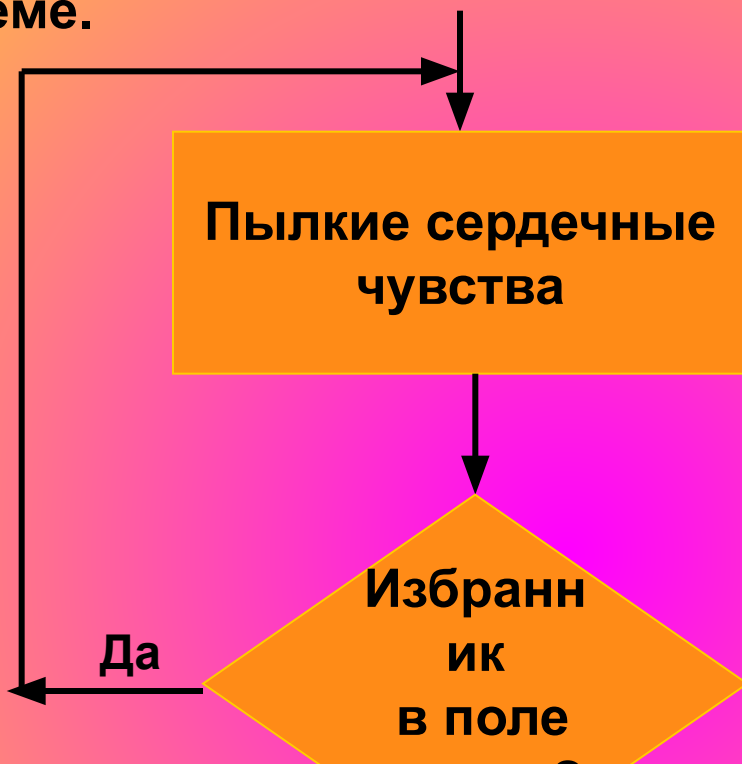 еме.
Пылкие сердечные
чувства
Избранн
ик
в поле
Да